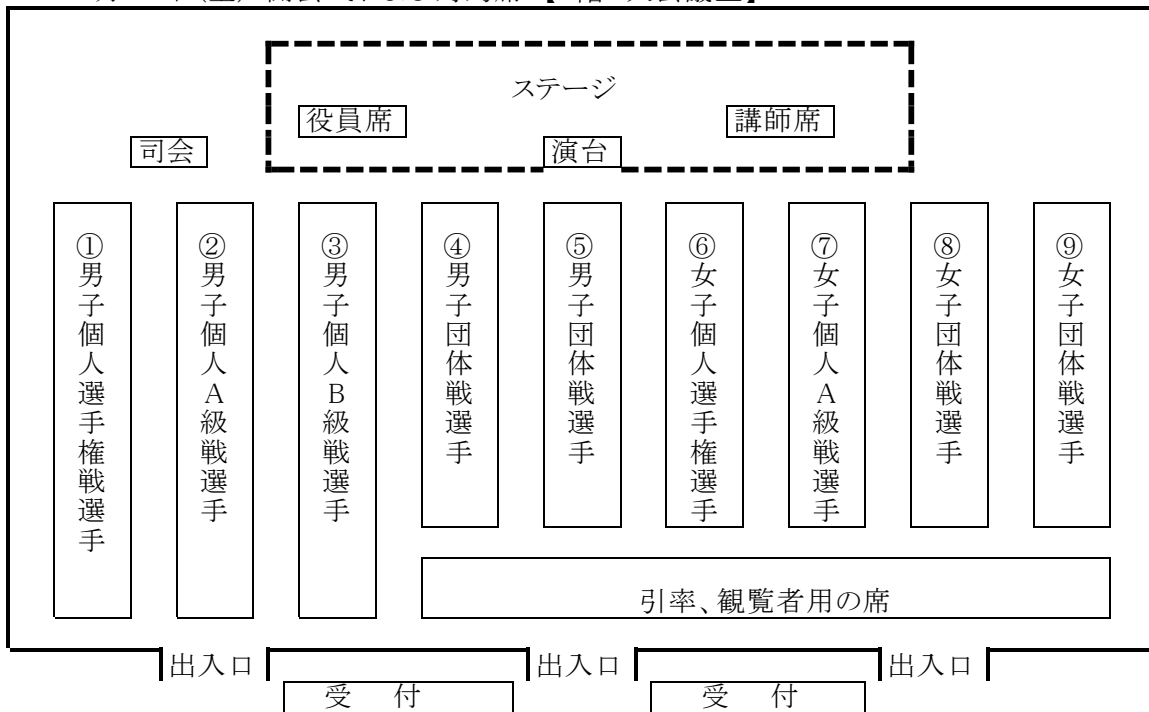 ステージ
役員席
講師席
司会
演台
①男子個人選手権戦選手
②男子個人A級戦選手
③男子個人B級戦選手
④男子団体戦選手
⑤男子団体戦選手
⑥女子個人選手権選手
⑦女子個人A級戦選手
⑧女子団体戦選手
⑨女子団体戦選手
引率、観覧者用の席
出入口
出入口
出入口
受　付
受　付